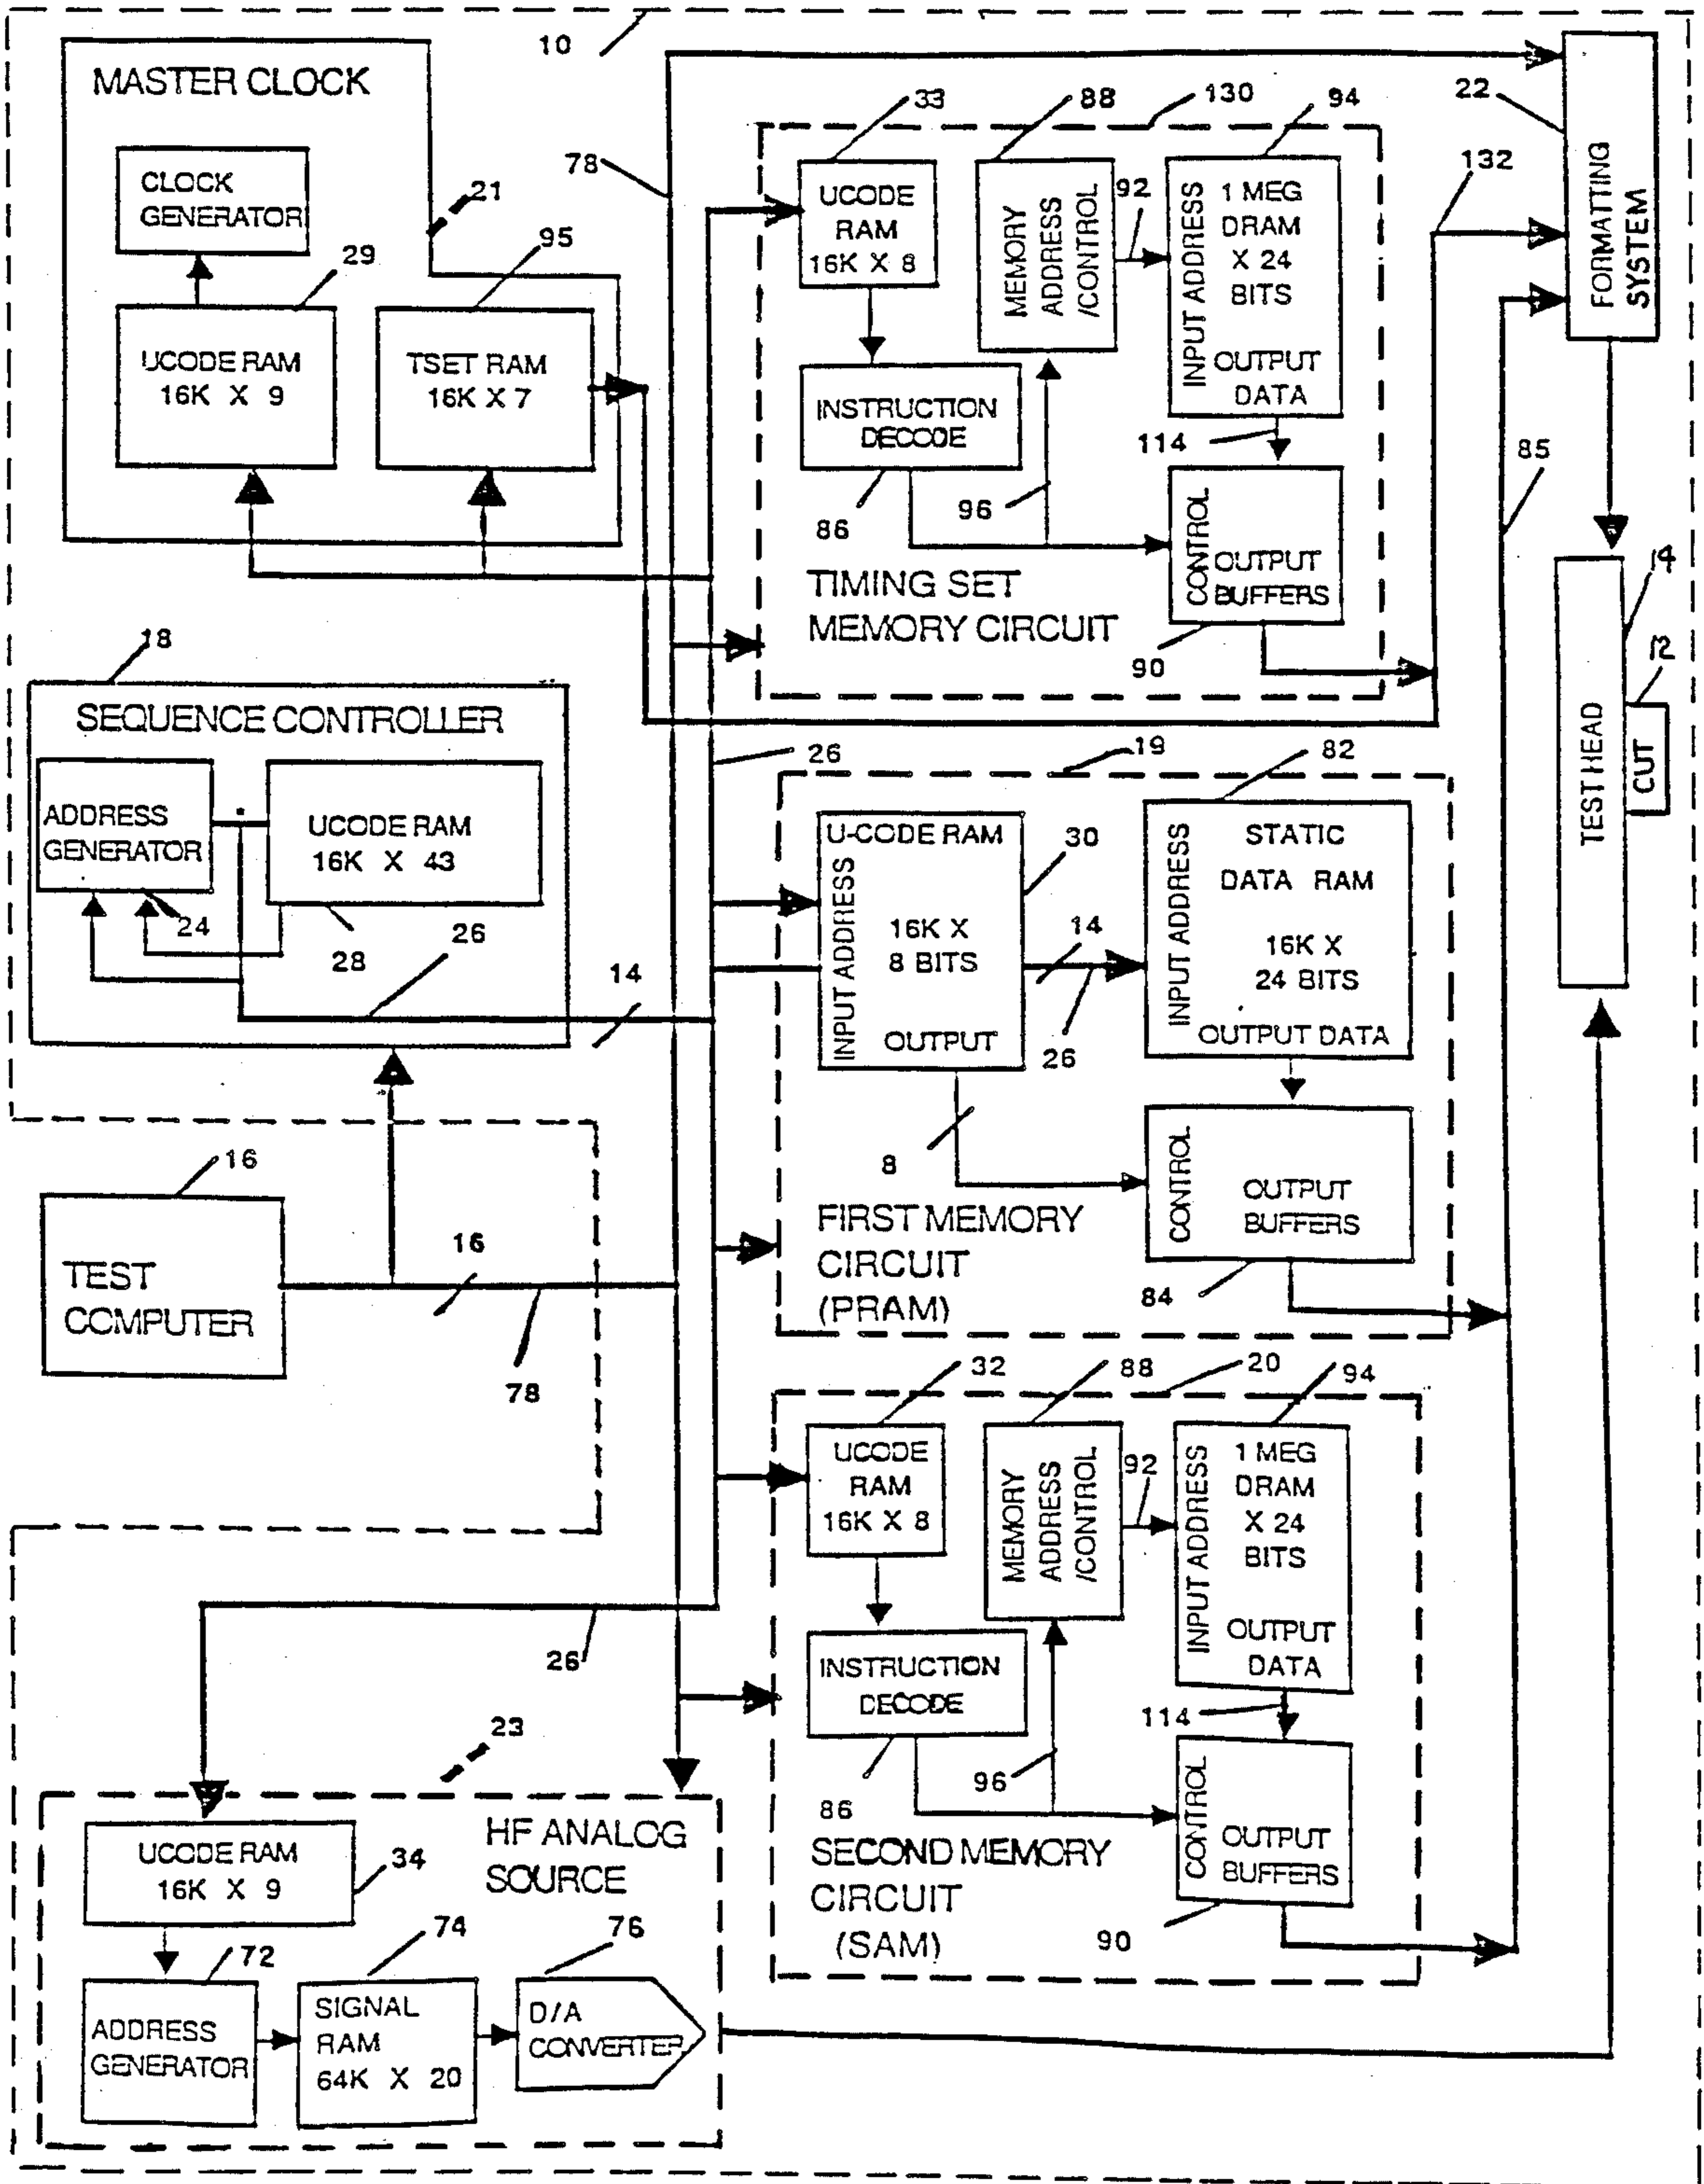 10
MASTER CLOCK
CLOCK
GENERATOR
21
29
95
UCODE RAM
16K X 9
TSET RAM
16K X 7
78
33
88
130
94
UCODE
RAM
16K X 8
MEMORY
ADDRESS
/CONTROL
92
INPUT ADDRESS
1 MEG
DRAM
X 24
BITS
OUTPUT
DATA
INSTRUCTION
DECODE
114
86
96
CONTROL
OUTPUT
BUFFERS
TIMING SET
MEMORY CIRCUIT
90
22
132
FORMATTING
SYSTEM
85
14
12
TEST HEAD
CUT
18
SEQUENCE CONTROLLER
ADDRESS
GENERATOR
UCODE RAM
16K X 43
24
28
26
14
26
19
82
U-CODE RAM
INPUT ADDRESS
16K X
8 BITS
OUTPUT
30
14
26
INPUT ADDRESS
STATIC
DATA RAM
16K X
24 BITS
OUTPUT DATA
8
CONTROL
OUTPUT
BUFFERS
FIRST MEMORY
CIRCUIT
(PRAM)
84
16
TEST
COMPUTER
16
78
32
88
20
94
UCODE
RAM
16K X 8
MEMORY
ADDRESS
/CONTROL
92
INPUT ADDRESS
1 MEG
DRAM
X 24
BITS
OUTPUT
DATA
INSTRUCTION
DECODE
114
86
96
CONTROL
OUTPUT
BUFFERS
SECOND MEMORY
CIRCUIT
(SAM)
90
26
23
HF ANALOG
SOURCE
UCODE RAM
16K X 9
34
72
74
76
ADDRESS
GENERATOR
SIGNAL
RAM
64K X 20
D/A
CONVERTER